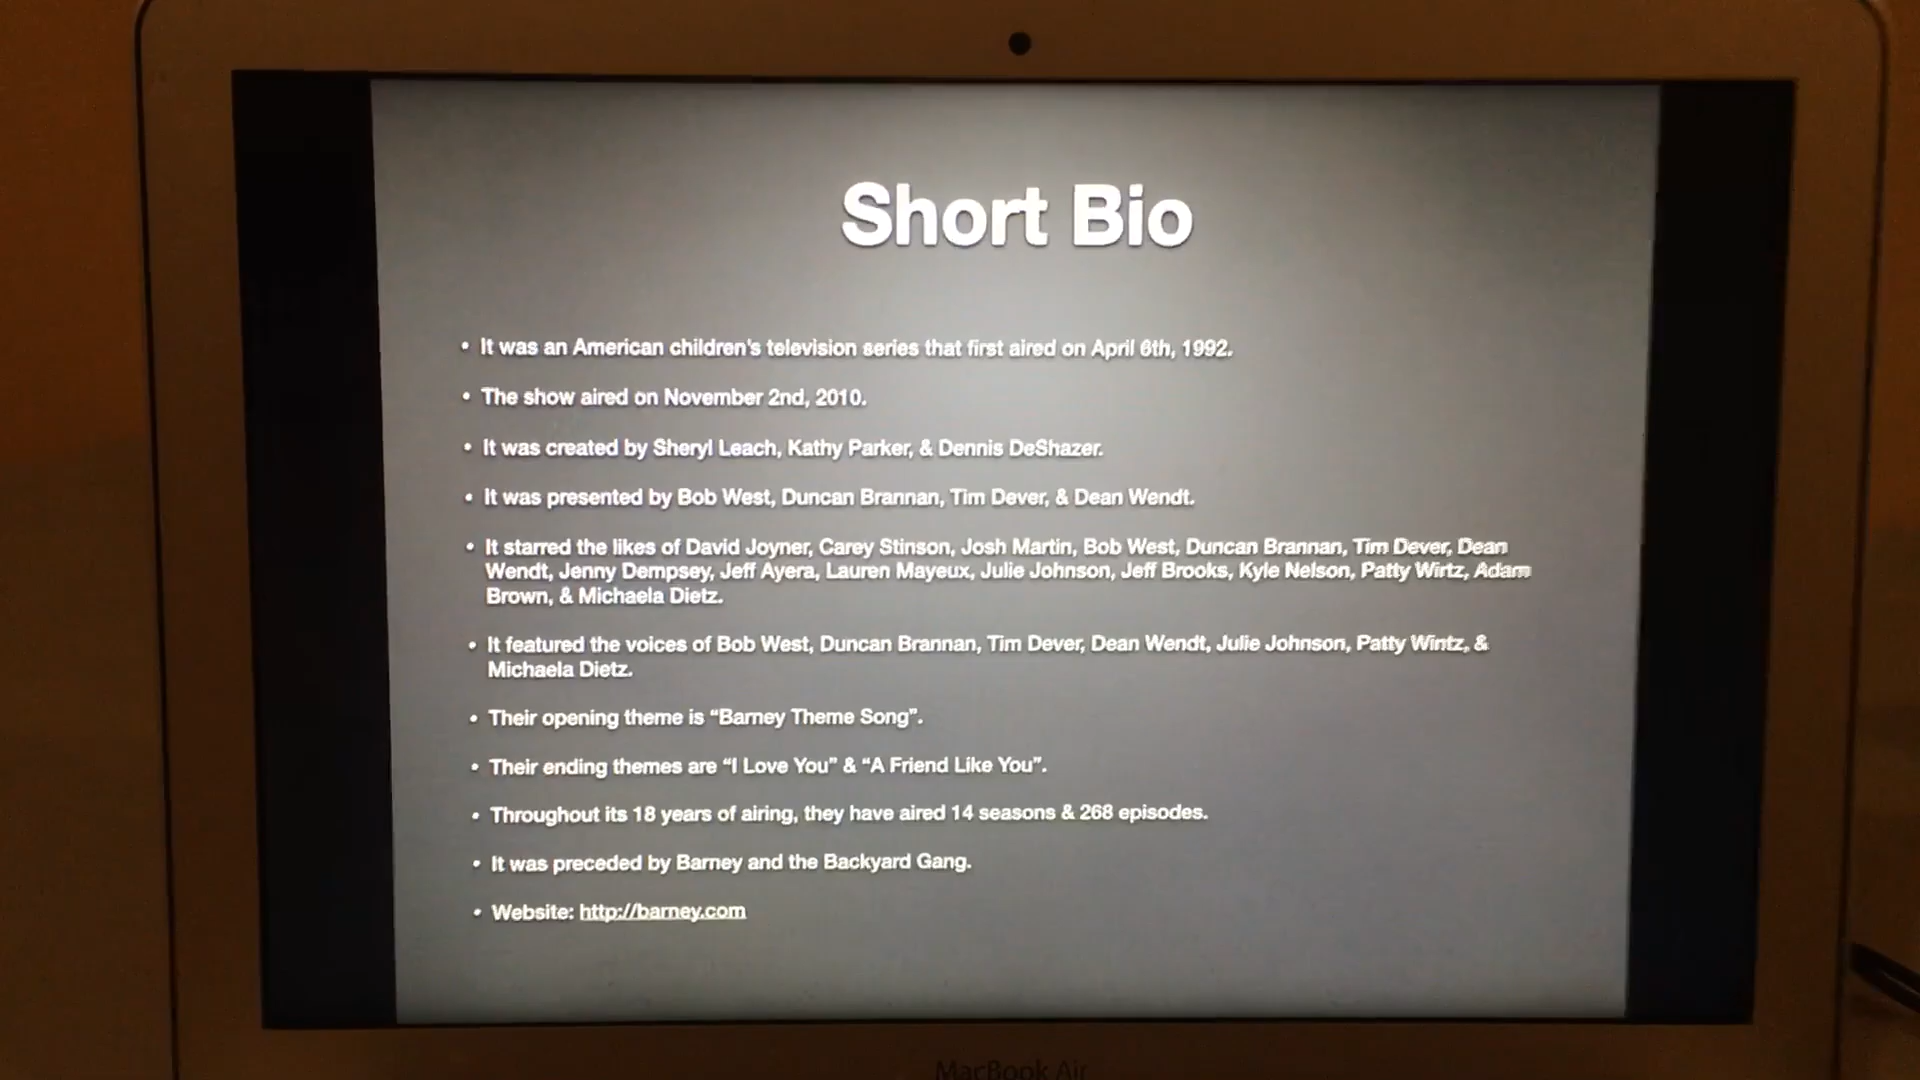 Short Bio
• It was an American children's television series that first aired on April 6th, 1992.
• The show aired on November 2nd, 2010.
• It was created by Sheryl Leach, Kathy Parker, & Dennis DeShazer.
• It was presented by Bob West, Duncan Brannan, Tim Dever, & Dean Wendt.
• It starred the likes of David Joyner, Carey Stinson, Josh Martin, Bob West, Duncan Brannan, Tim Dever, Dean
Wendt, Jenny Dempsey, Jeff Ayera, Lauren Mayeux, Julie Johnson, Jeff Brooks, Kyle Nelson, Patty Wirtz, Adam
Brown, & Michaela Dietz.
• It featured the voices of Bob West, Duncan Brannan, Tim Dever, Dean Wendt, Julie Johnson, Patty Wintz, &
Michaela Dietz.
• Their opening theme is “Barney Theme Song”.
• Their ending themes are “I Love You” & “A Friend Like You”.
• Throughout its 18 years of airing, they have aired 14 seasons & 268 episodes.
• It was preceded by Barney and the Backyard Gang.
• Website: http://barney.com
MacBook Air